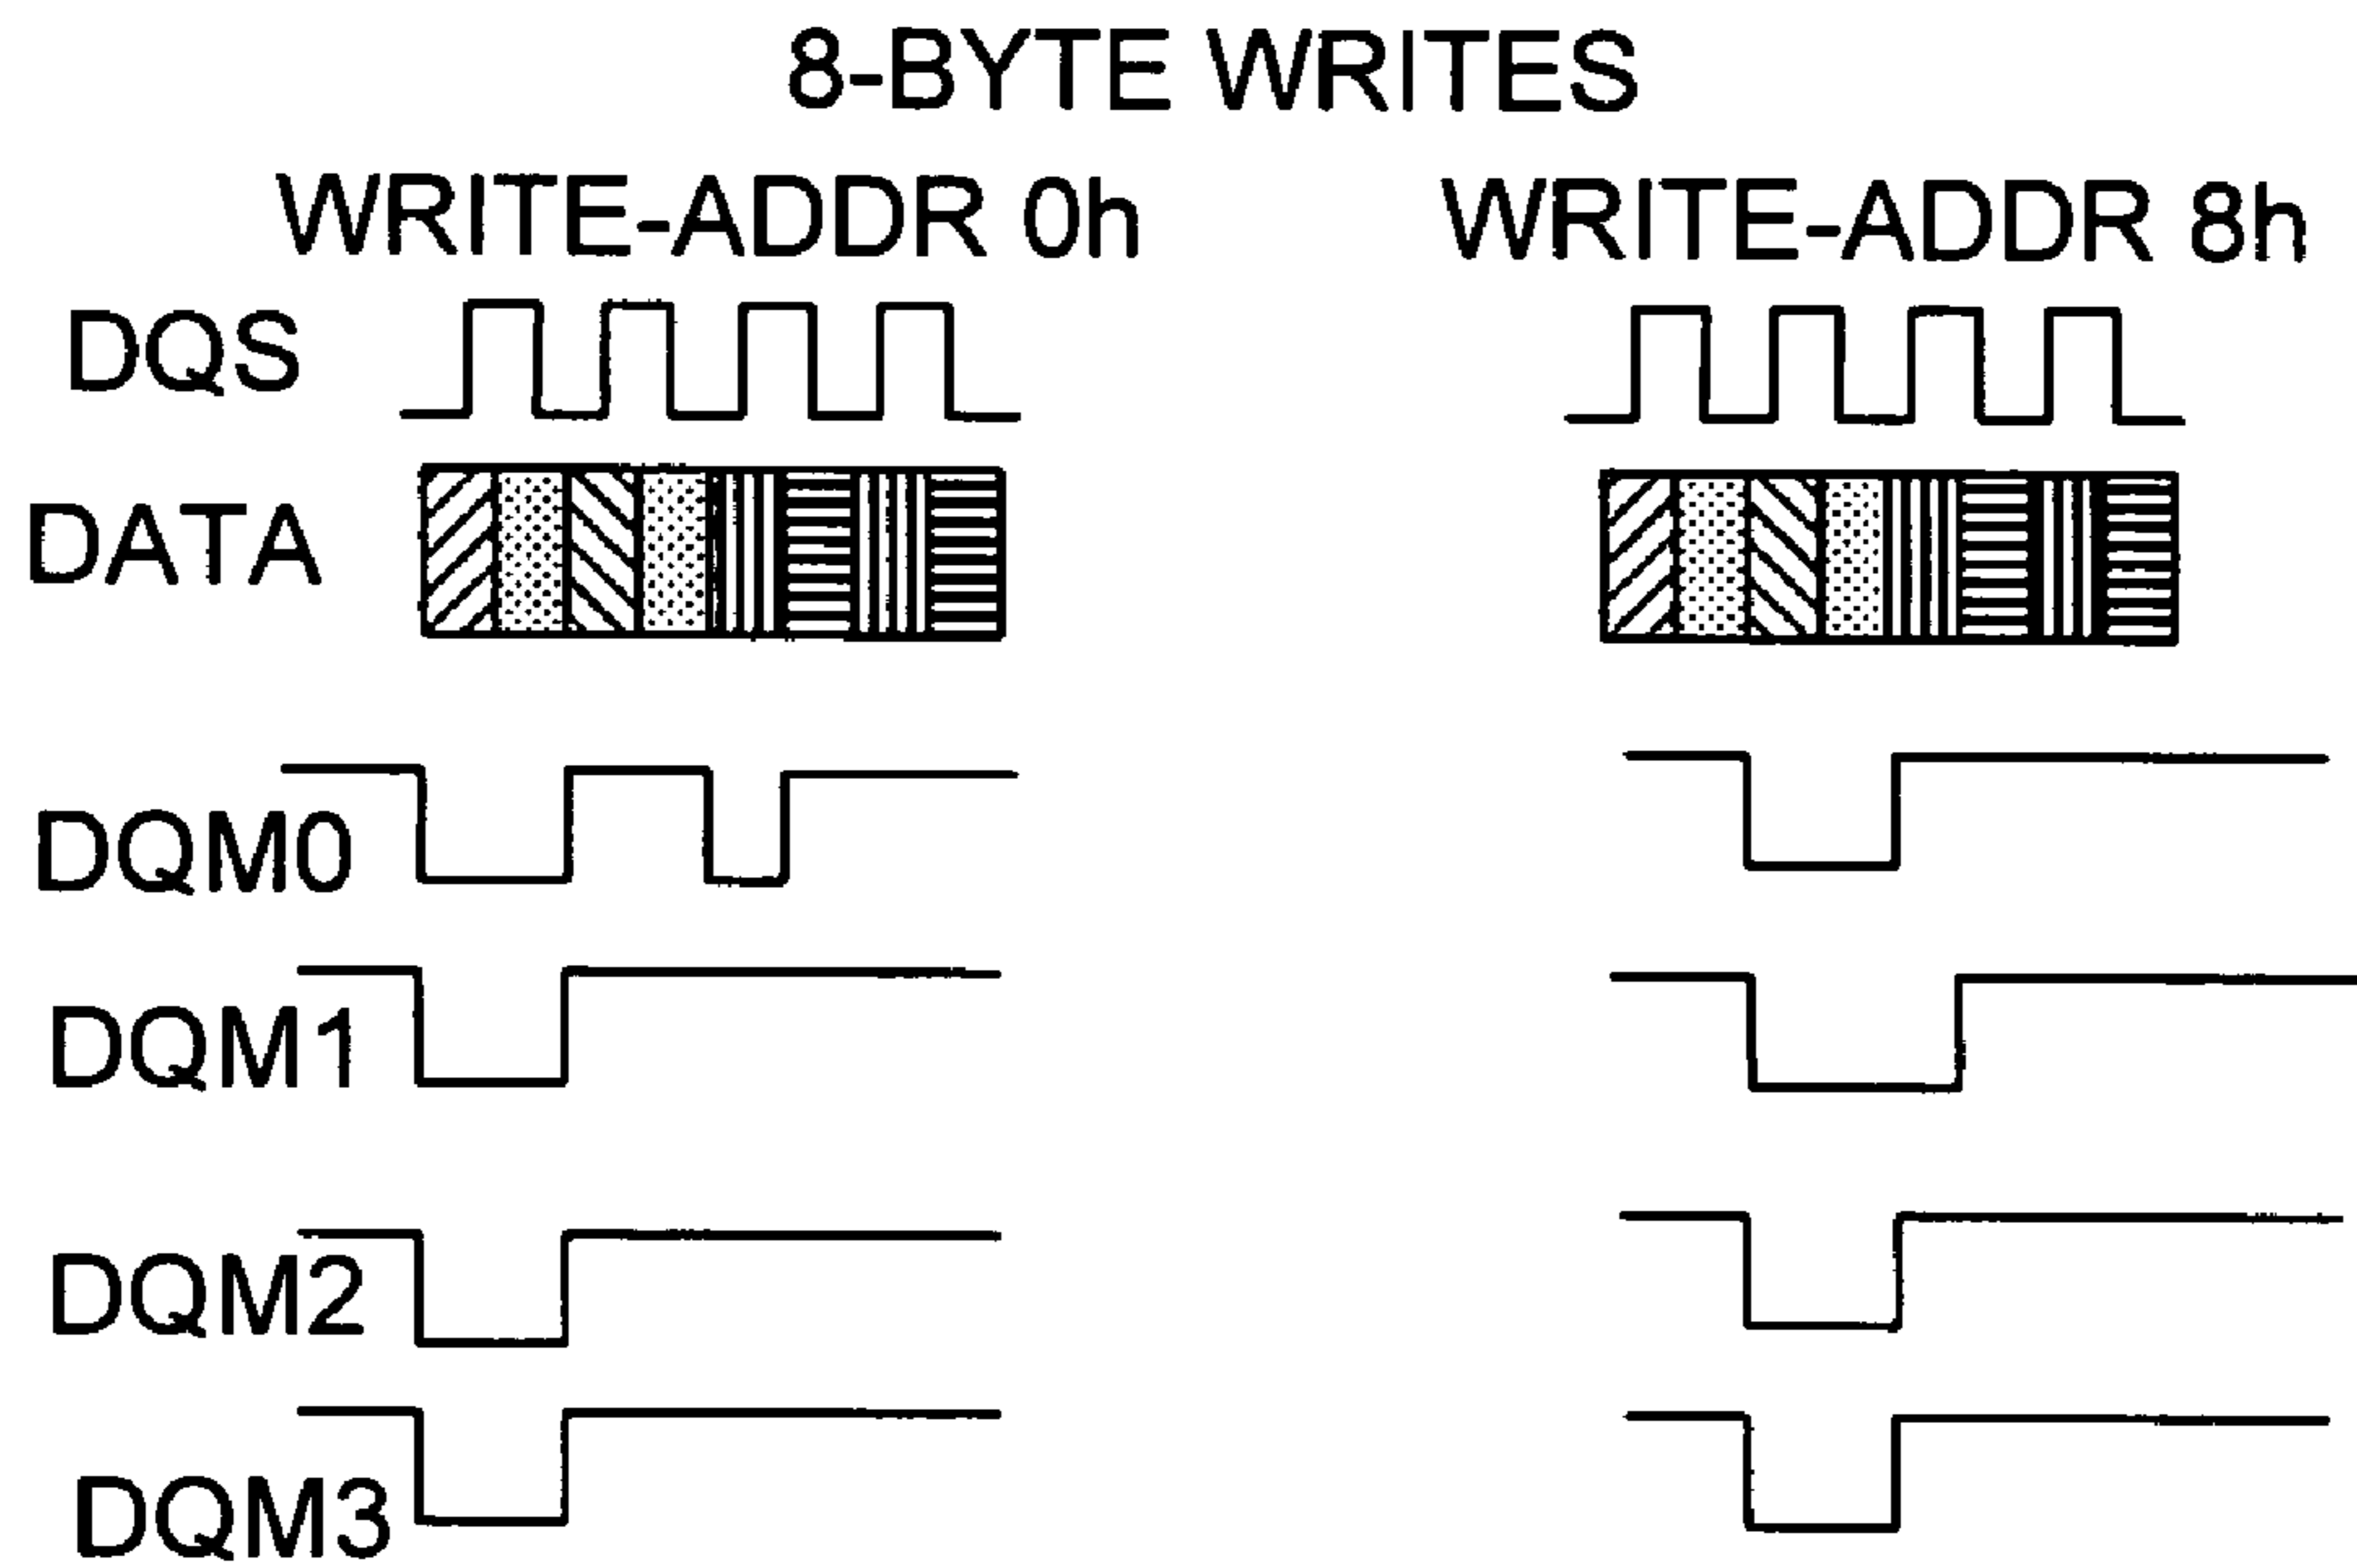 8-BYTE WRITES
WRITE-ADDR 0h WRITE-ADDR 8h
DQS
DATA
DQM0
DQM1
DQM2
DQM3